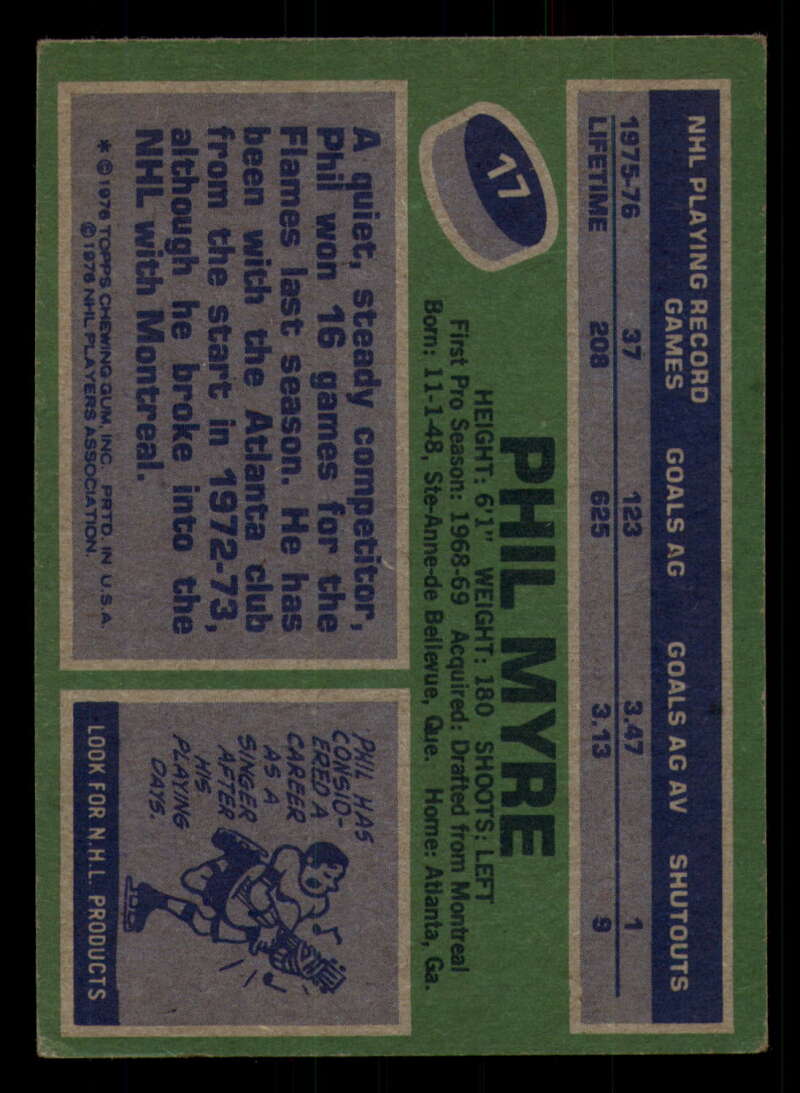 NHL PLAYING RECORD
GAMES GOALS AG GOALS AG AV SHUTOUTS
1975-76 37 123 3.47 1
LIFETIME 208 625 3.13 9
17
PHIL MYRE
HEIGHT: 6'1" WEIGHT: 180 SHOOTS: LEFT
First Pro Season: 1968-69 Acquired: Drafted from Montreal
Born: 11-1-48, Ste-Anne-de Bellevue, Que. Home: Atlanta, Ga.
A quiet, steady competitor,
Phil won 16 games for the
Flames last season. He has
been with the Atlanta club
from the start in 1972-73,
although he broke into the
NHL with Montreal.
* © 1976 TOPPS CHEWING GUM, INC. PRTD. IN U.S.A.
© 1976 NHL PLAYERS ASSOCIATION.
PHIL HAS
CONSID-
ERED A
CAREER
AS A
SINGER
AFTER
HIS
PLAYING
DAYS.
LOOK FOR N.H.L. PRODUCTS